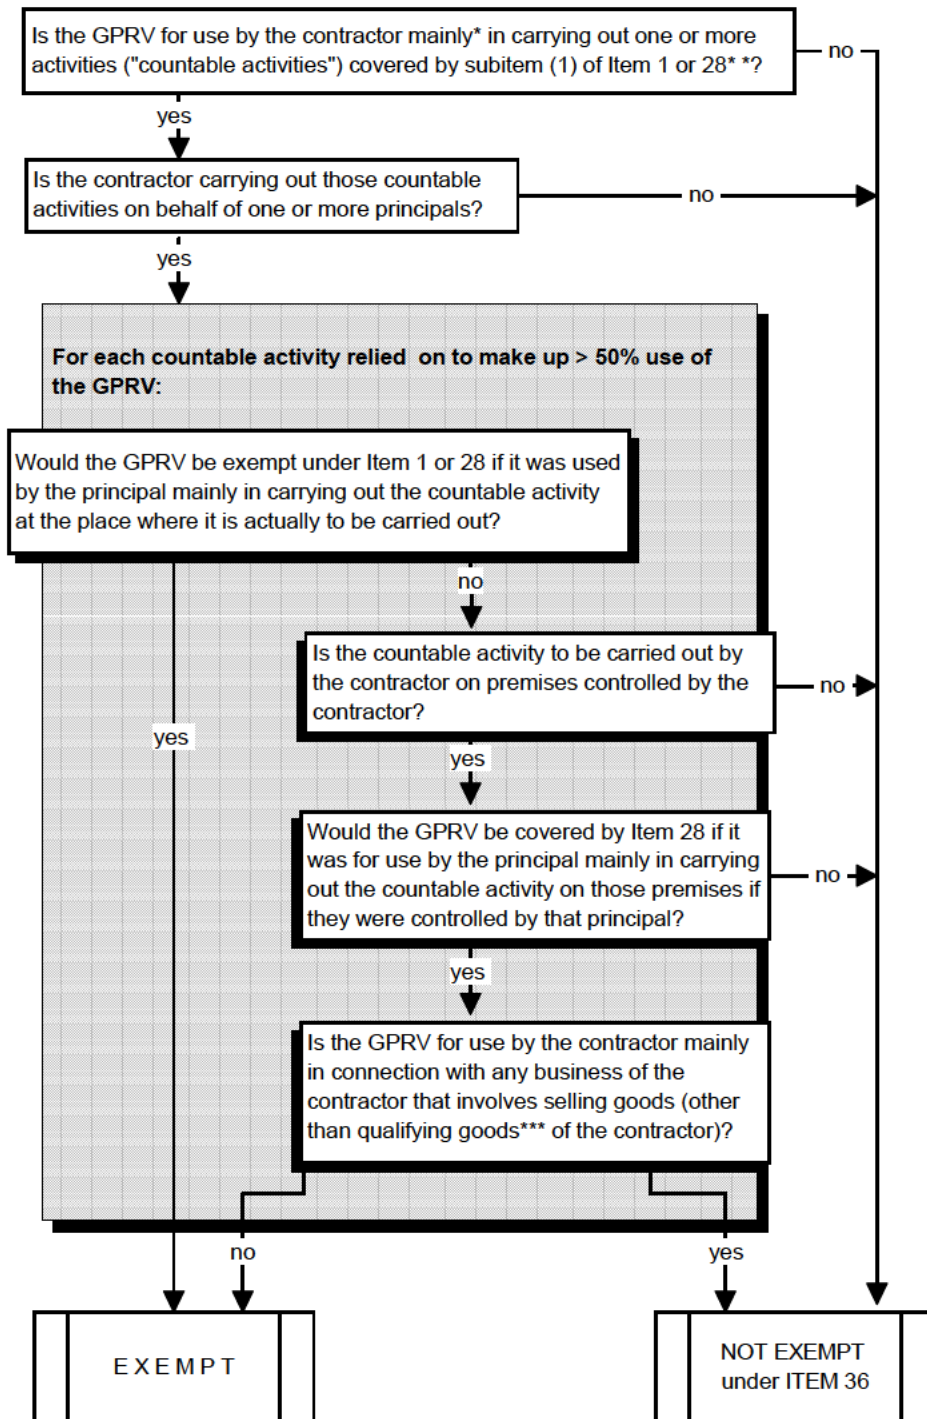 Is the GPRV for use by the contractor mainly* in carrying out one or more
activities ("countable activities") covered by subitem (1) of Item 1 or 28* *?
no
yes
Is the contractor carrying out those countable
activities on behalf of one or more principals?
no
yes
For each countable activity relied on to make up > 50% use of
the GPRV:
Would the GPRV be exempt under Item 1 or 28 if it was used
by the principal mainly in carrying out the countable activity
at the place where it is actually to be carried out?
no
Is the countable activity to be carried out by
the contractor on premises controlled by the
contractor?
no
yes
yes
Would the GPRV be covered by Item 28 if it
was for use by the principal mainly in carrying
out the countable activity on those premises if
they were controlled by that principal?
no
yes
Is the GPRV for use by the contractor mainly
in connection with any business of the
contractor that involves selling goods (other
than qualifying goods*** of the contractor)?
no
yes
E X E M P T
NOT EXEMPT
under ITEM 36